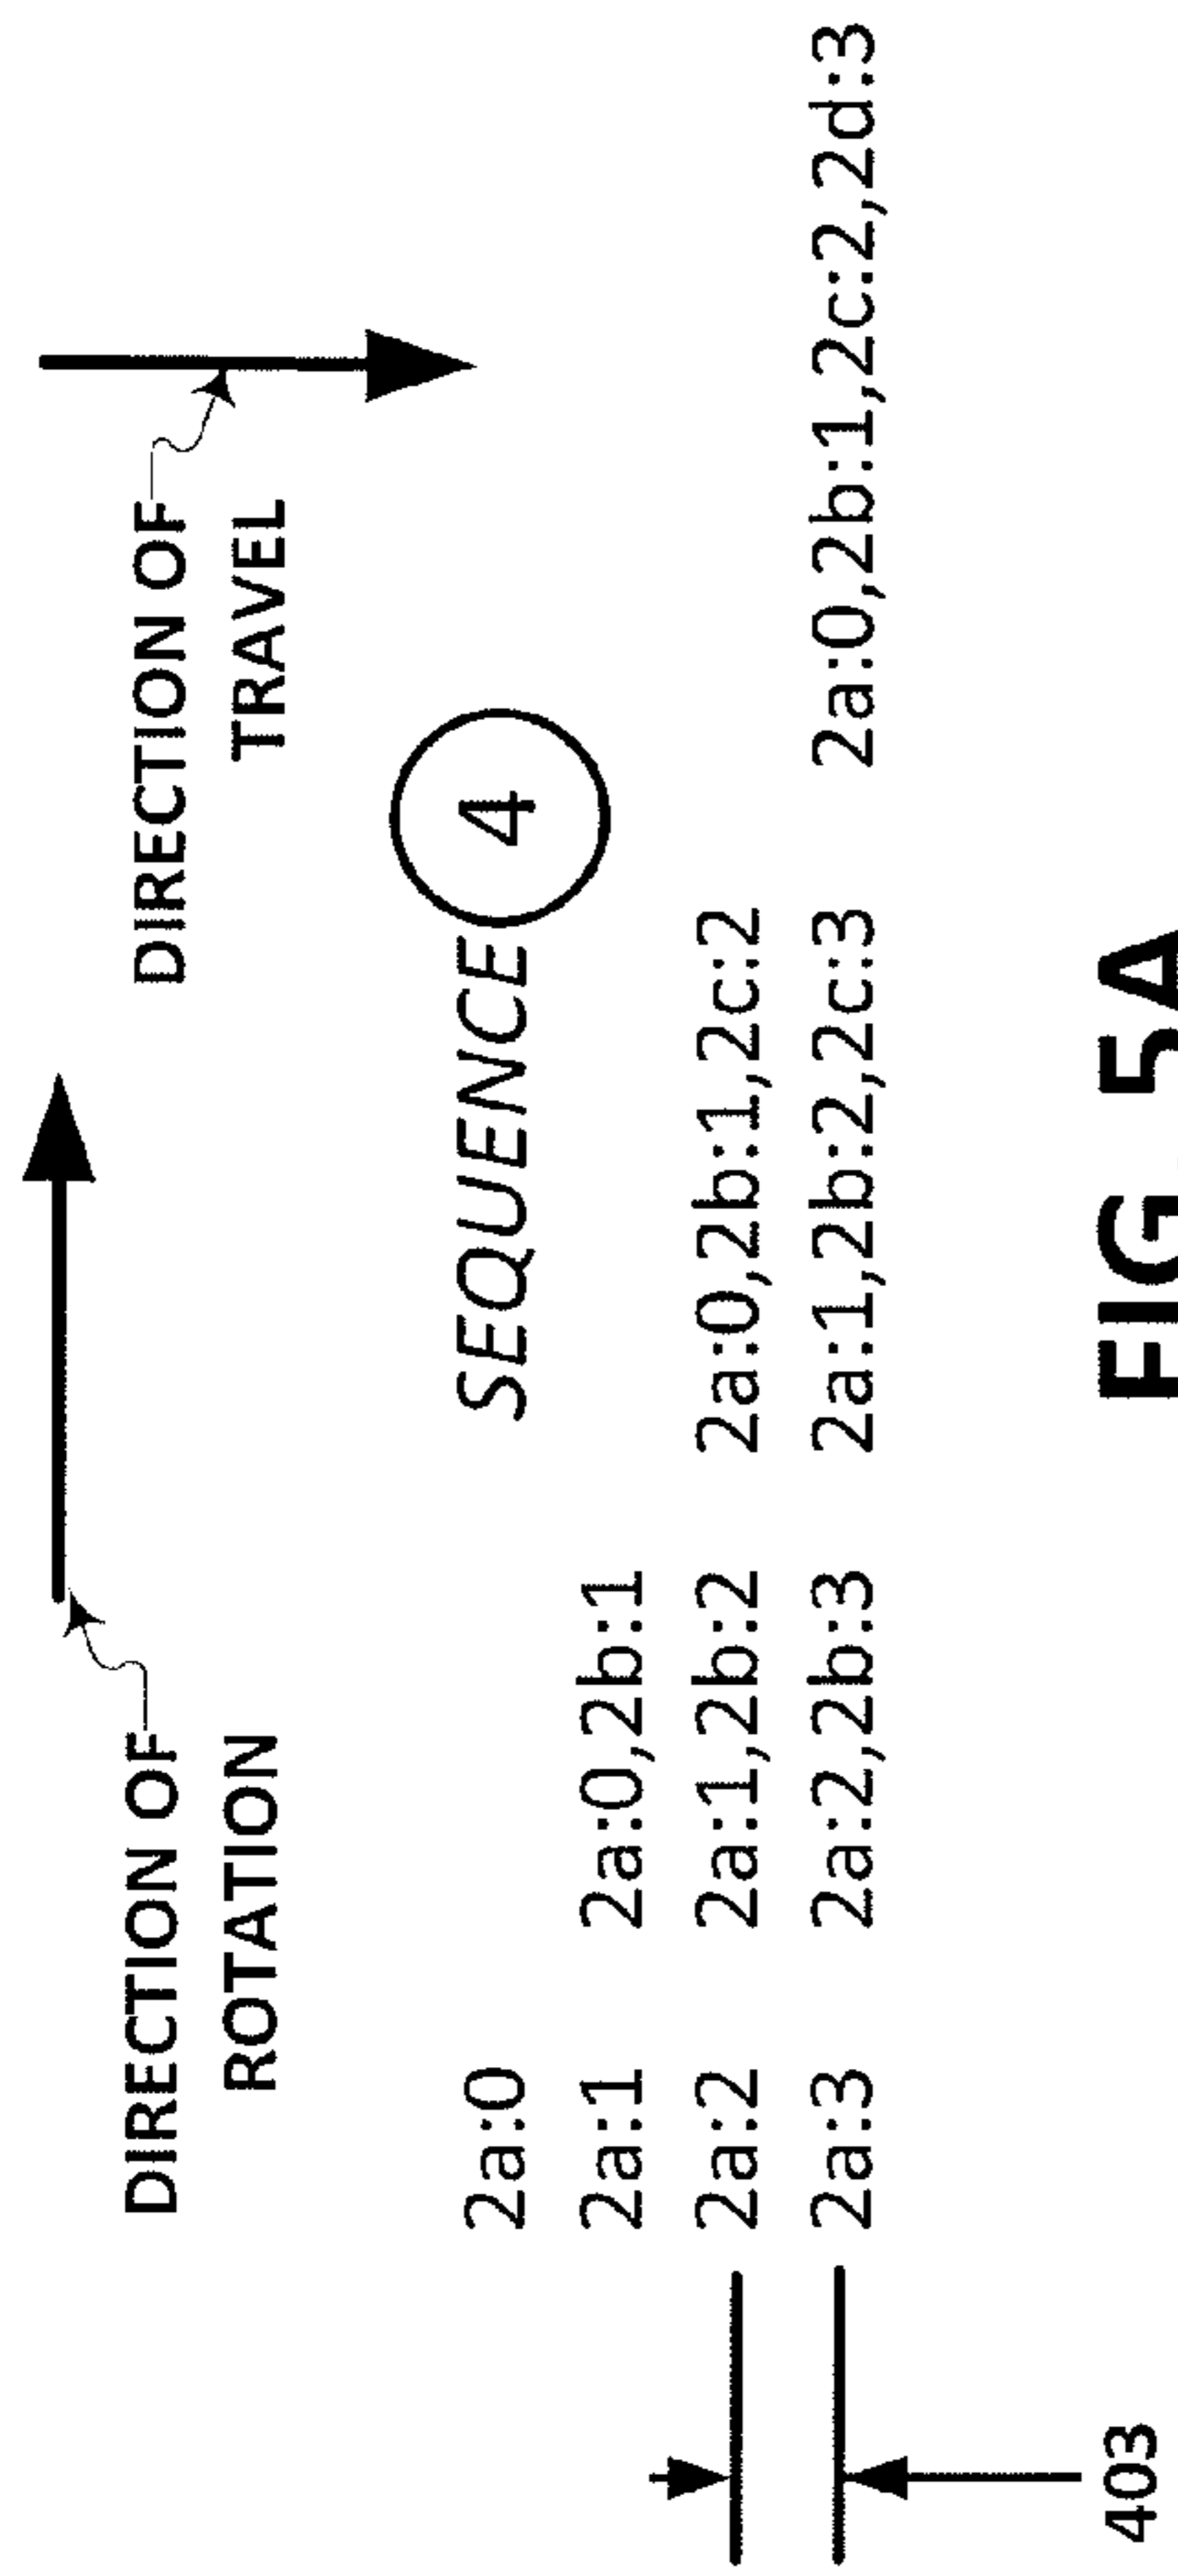 DIRECTION OF
ROTATION
DIRECTION OF
TRAVEL
SEQUENCE 4
2a:0
2a:1 2a:0,2b:1
2a:2 2a:1,2b:2 2a:0,2b:1,2c:2
2a:3 2a:2,2b:3 2a:1,2b:2,2c:3 2a:0,2b:1,2c:2,2d:3
403
FIG. 5A